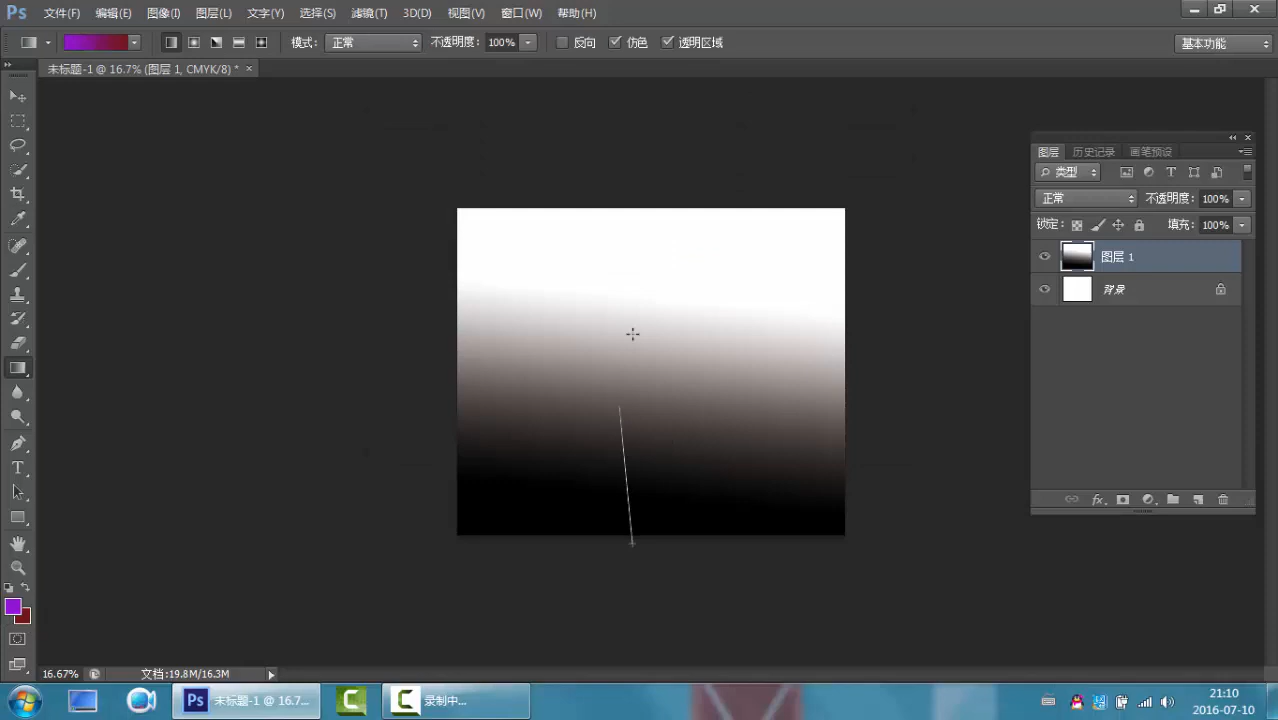 Ps 文件(F) 编辑(E) 图像(I) 图层(L) 文字(Y) 选择(S) 滤镜(T) 3D(D) 视图(V) 窗口(W) 帮助(H)
模式: 正常 不透明度: 100% 反向 仿色 透明区域 基本功能
未标题-1 @ 16.7% (图层 1, CMYK/8) * ×
图层 历史记录 画笔预设
类型
正常 不透明度: 100%
锁定: 填充: 100%
图层 1
背景
fx
T
16.67% 文档:19.8M/16.3M
Ps 未标题-1 @ 16.7... C C 录制中...
21:10
2016-07-10